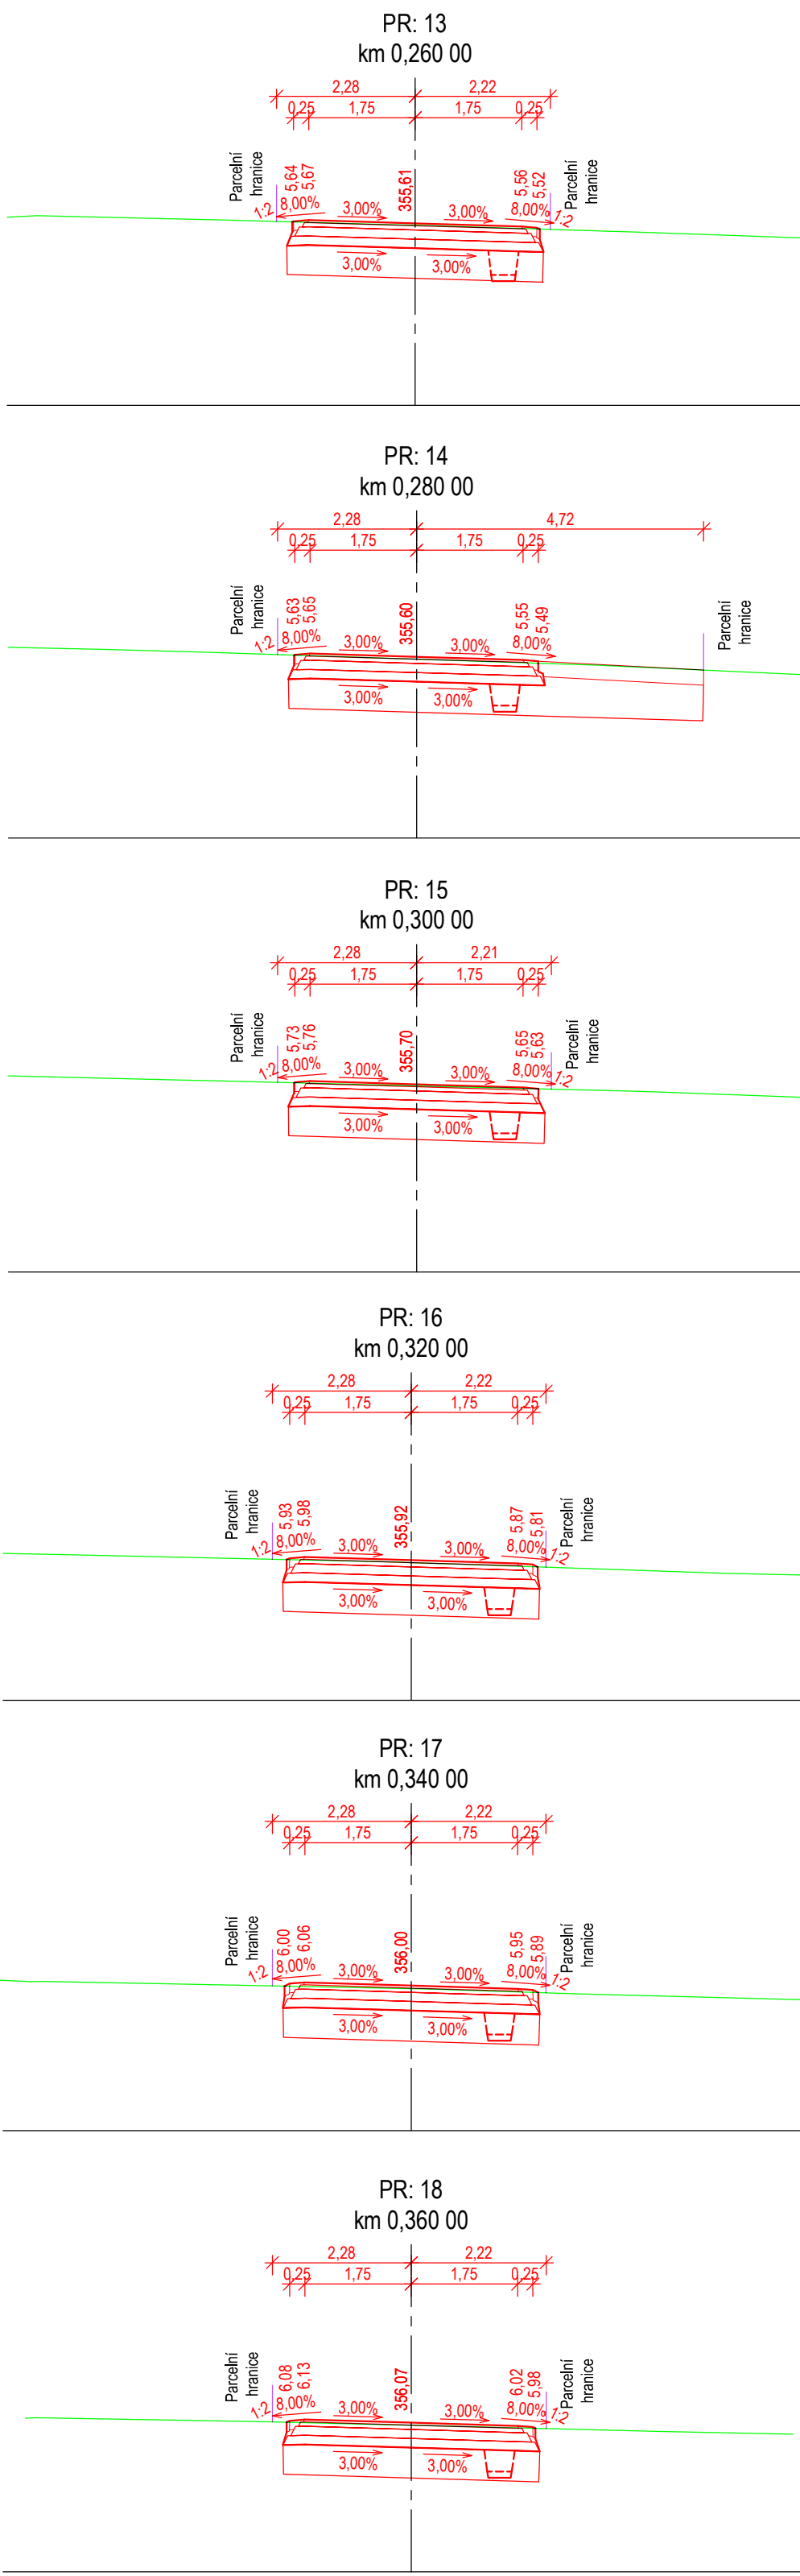 PR: 13
km 0,260 00
2,28 2,22
0,25 1,75 1,75 0,25
Parcelní
hranice
5,64
5,67
355,61
5,56
5,52
Parcelní
hranice
1:2 8,00% 3,00% 3,00% 8,00% 1:2
3,00% 3,00%
PR: 14
km 0,280 00
2,28 4,72
0,25 1,75 1,75 0,25
Parcelní
hranice
5,63
5,65
355,60
5,55
5,49
Parcelní
hranice
1:2 8,00% 3,00% 3,00% 8,00%
3,00% 3,00%
PR: 15
km 0,300 00
2,28 2,21
0,25 1,75 1,75 0,25
Parcelní
hranice
5,73
5,76
355,70
5,65
5,63
Parcelní
hranice
1:2 8,00% 3,00% 3,00% 8,00% 1:2
3,00% 3,00%
PR: 16
km 0,320 00
2,28 2,22
0,25 1,75 1,75 0,25
Parcelní
hranice
5,93
5,98
355,92
5,87
5,81
Parcelní
hranice
1:2 8,00% 3,00% 3,00% 8,00% 1:2
3,00% 3,00%
PR: 17
km 0,340 00
2,28 2,22
0,25 1,75 1,75 0,25
Parcelní
hranice
6,00
6,06
356,00
5,95
5,89
Parcelní
hranice
1:2 8,00% 3,00% 3,00% 8,00% 1:2
3,00% 3,00%
PR: 18
km 0,360 00
2,28 2,22
0,25 1,75 1,75 0,25
Parcelní
hranice
6,08
6,13
356,07
6,02
5,98
Parcelní
hranice
1:2 8,00% 3,00% 3,00% 8,00% 1:2
3,00% 3,00%